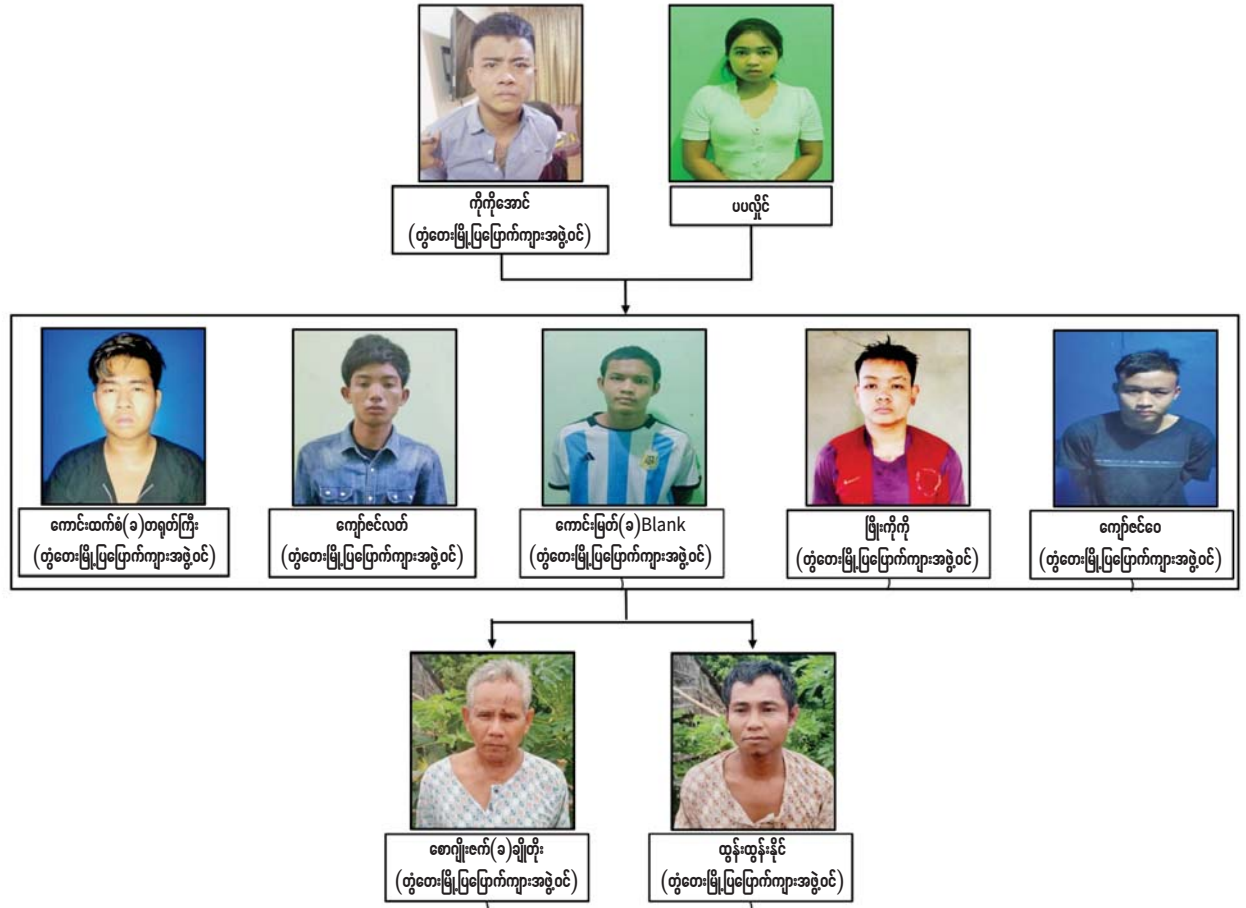 ကိုကိုအောင်
(တွံတေးမြို့ပြပြောက်ကျားအဖွဲ့ဝင်)
ပပလှိုင်
ကောင်းထက်စံ(ခ)တရုတ်ကြီး
(တွံတေးမြို့ပြပြောက်ကျားအဖွဲ့ဝင်)
ကျော်ဇင်လတ်
(တွံတေးမြို့ပြပြောက်ကျားအဖွဲ့ဝင်)
ကောင်းမြတ်(ခ)Blank
(တွံတေးမြို့ပြပြောက်ကျားအဖွဲ့ဝင်)
ဖြိုးကိုကို
(တွံတေးမြို့ပြပြောက်ကျားအဖွဲ့ဝင်)
ကျော်ဇင်ဝေ
(တွံတေးမြို့ပြပြောက်ကျားအဖွဲ့ဝင်)
စောဂျိုးဇက်(ခ)ချိုတိုး
(တွံတေးမြို့ပြပြောက်ကျားအဖွဲ့ဝင်)
ထွန်းထွန်းနိုင်
(တွံတေးမြို့ပြပြောက်ကျားအဖွဲ့ဝင်)